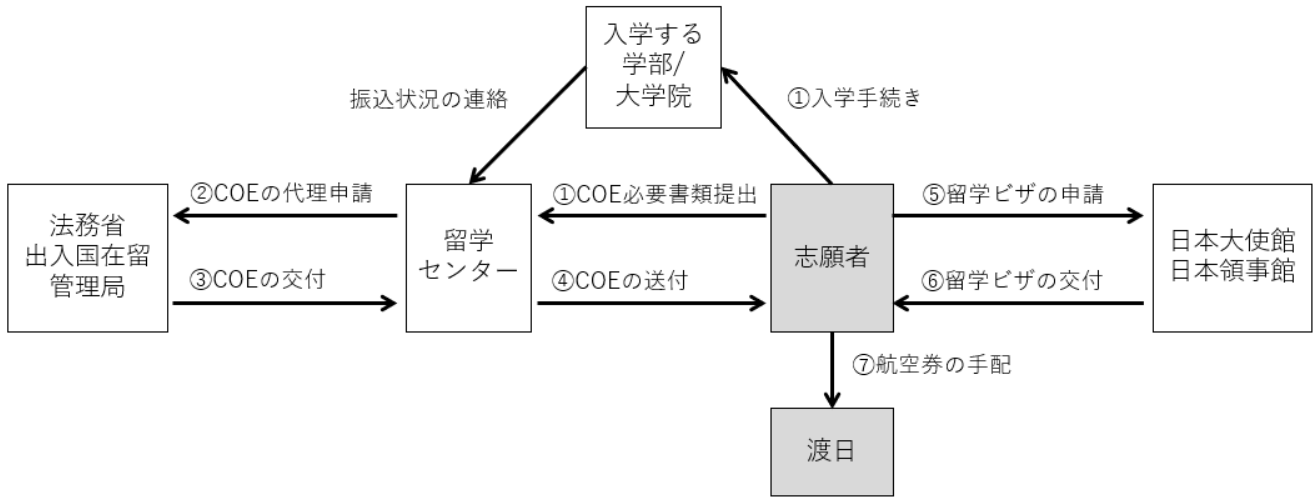 入学する
学部/
大学院
振込状況の連絡
①入学手続き
②COEの代理申請
①COE必要書類提出
⑤留学ビザの申請
法務省
出入国在留
管理局
留学
センター
志願者
日本大使館
日本領事館
③COEの交付
④COEの送付
⑥留学ビザの交付
⑦航空券の手配
渡日